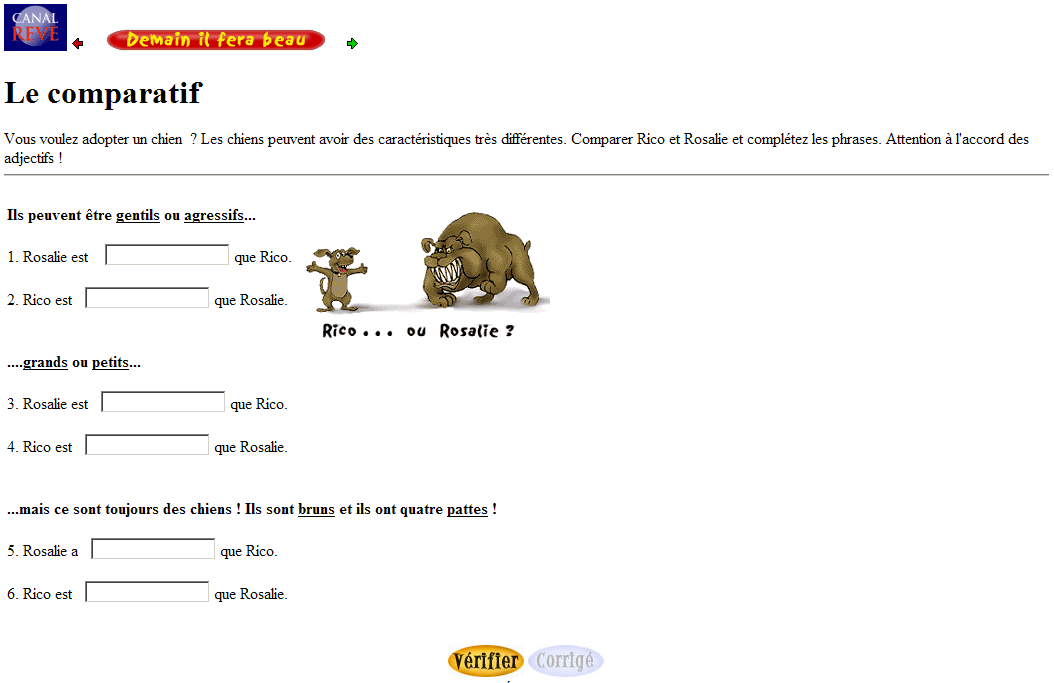 CANAL
REVE
Demain il fera beau
Le comparatif
Vous voulez adopter un chien  ? Les chiens peuvent avoir des caractéristiques très différentes. Comparer Rico et Rosalie et complétez les phrases. Attention à l'accord des
adjectifs !
Ils peuvent être gentils ou agressifs...
1. Rosalie est que Rico.
2. Rico est que Rosalie.
Rico... ou Rosalie ?
....grands ou petits...
3. Rosalie est que Rico.
4. Rico est que Rosalie.
...mais ce sont toujours des chiens ! Ils sont bruns et ils ont quatre pattes !
5. Rosalie a que Rico.
6. Rico est que Rosalie.
Vérifier Corrigé